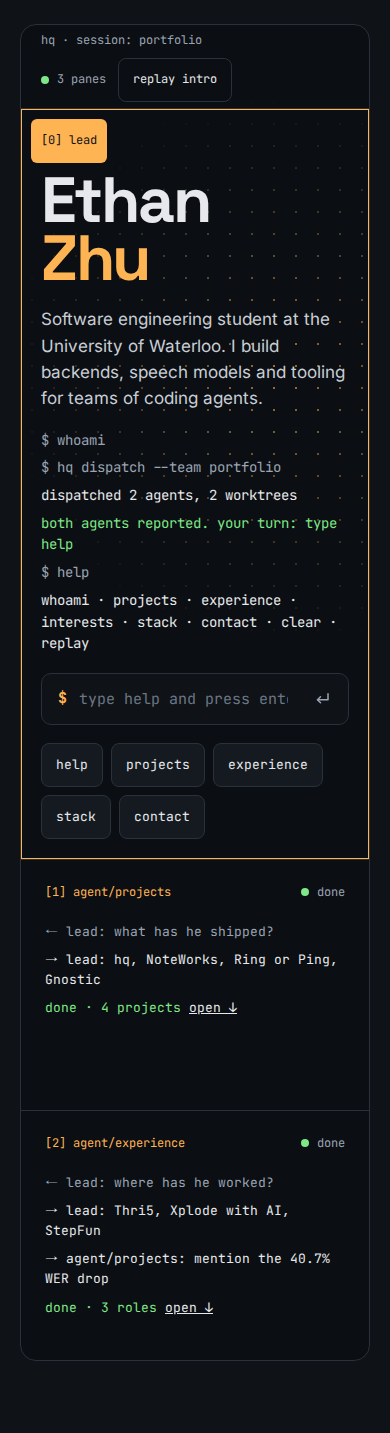 hq · session: portfolio
3 panes
replay intro
[0] lead
Ethan
Zhu
Software engineering student at the
University of Waterloo. I build
backends, speech models and tooling
for teams of coding agents.
$ whoami
$ hq dispatch --team portfolio
dispatched 2 agents, 2 worktrees
both agents reported. your turn: type
help
$ help
whoami · projects · experience ·
interests · stack · contact · clear ·
replay
$ type help and press ente
help
projects
experience
stack
contact
[1] agent/projects
done
← lead: what has he shipped?
→ lead: hq, NoteWorks, Ring or Ping,
Gnostic
done · 4 projects open ↓
[2] agent/experience
done
← lead: where has he worked?
→ lead: Thri5, Xplode with AI,
StepFun
→ agent/projects: mention the 40.7%
WER drop
done · 3 roles open ↓